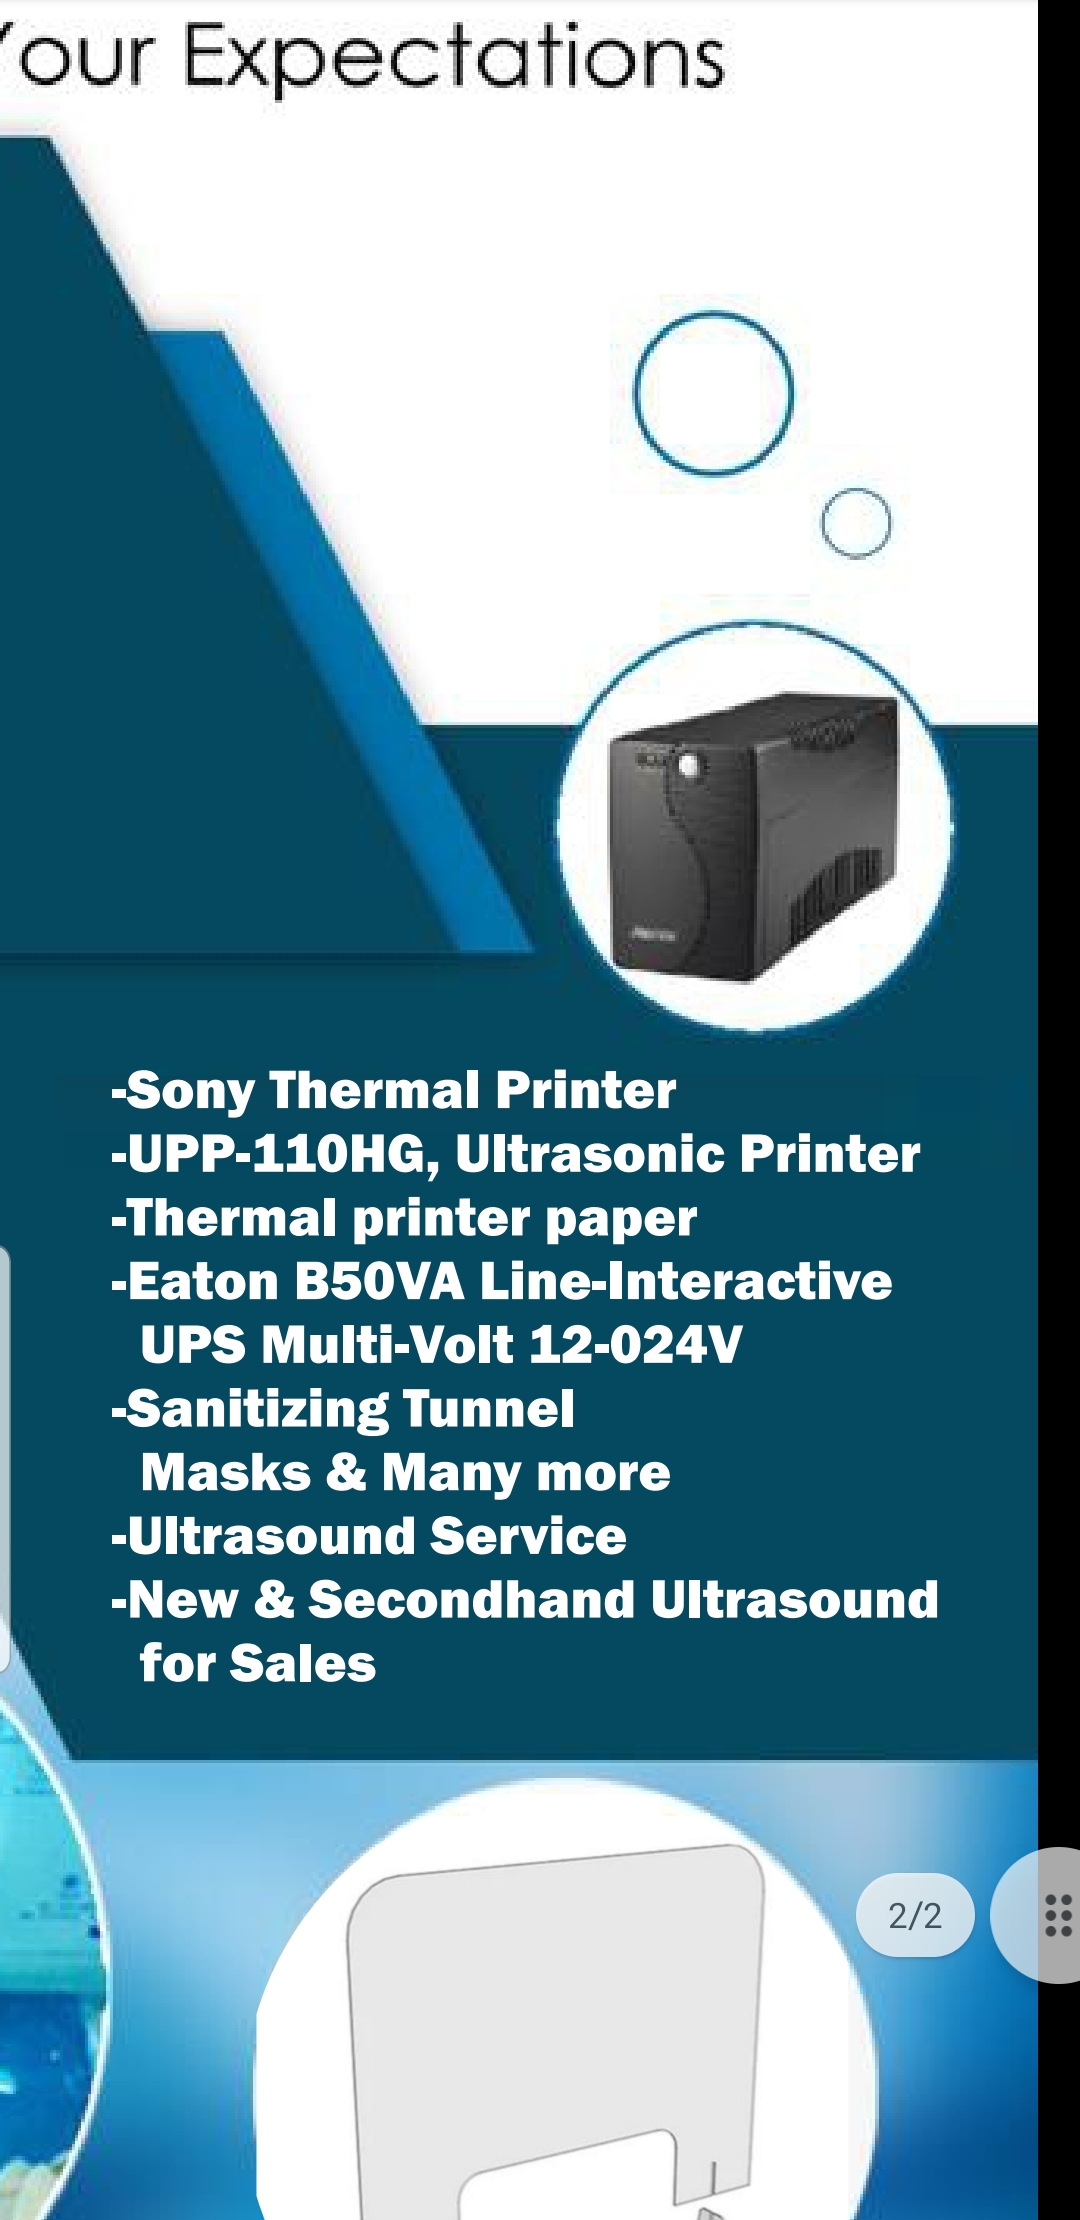 Your Expectations
-Sony Thermal Printer
-UPP-110HG, Ultrasonic Printer
-Thermal printer paper
-Eaton B50VA Line-Interactive
UPS Multi-Volt 12-024V
-Sanitizing Tunnel
Masks & Many more
-Ultrasound Service
-New & Secondhand Ultrasound
for Sales
2/2